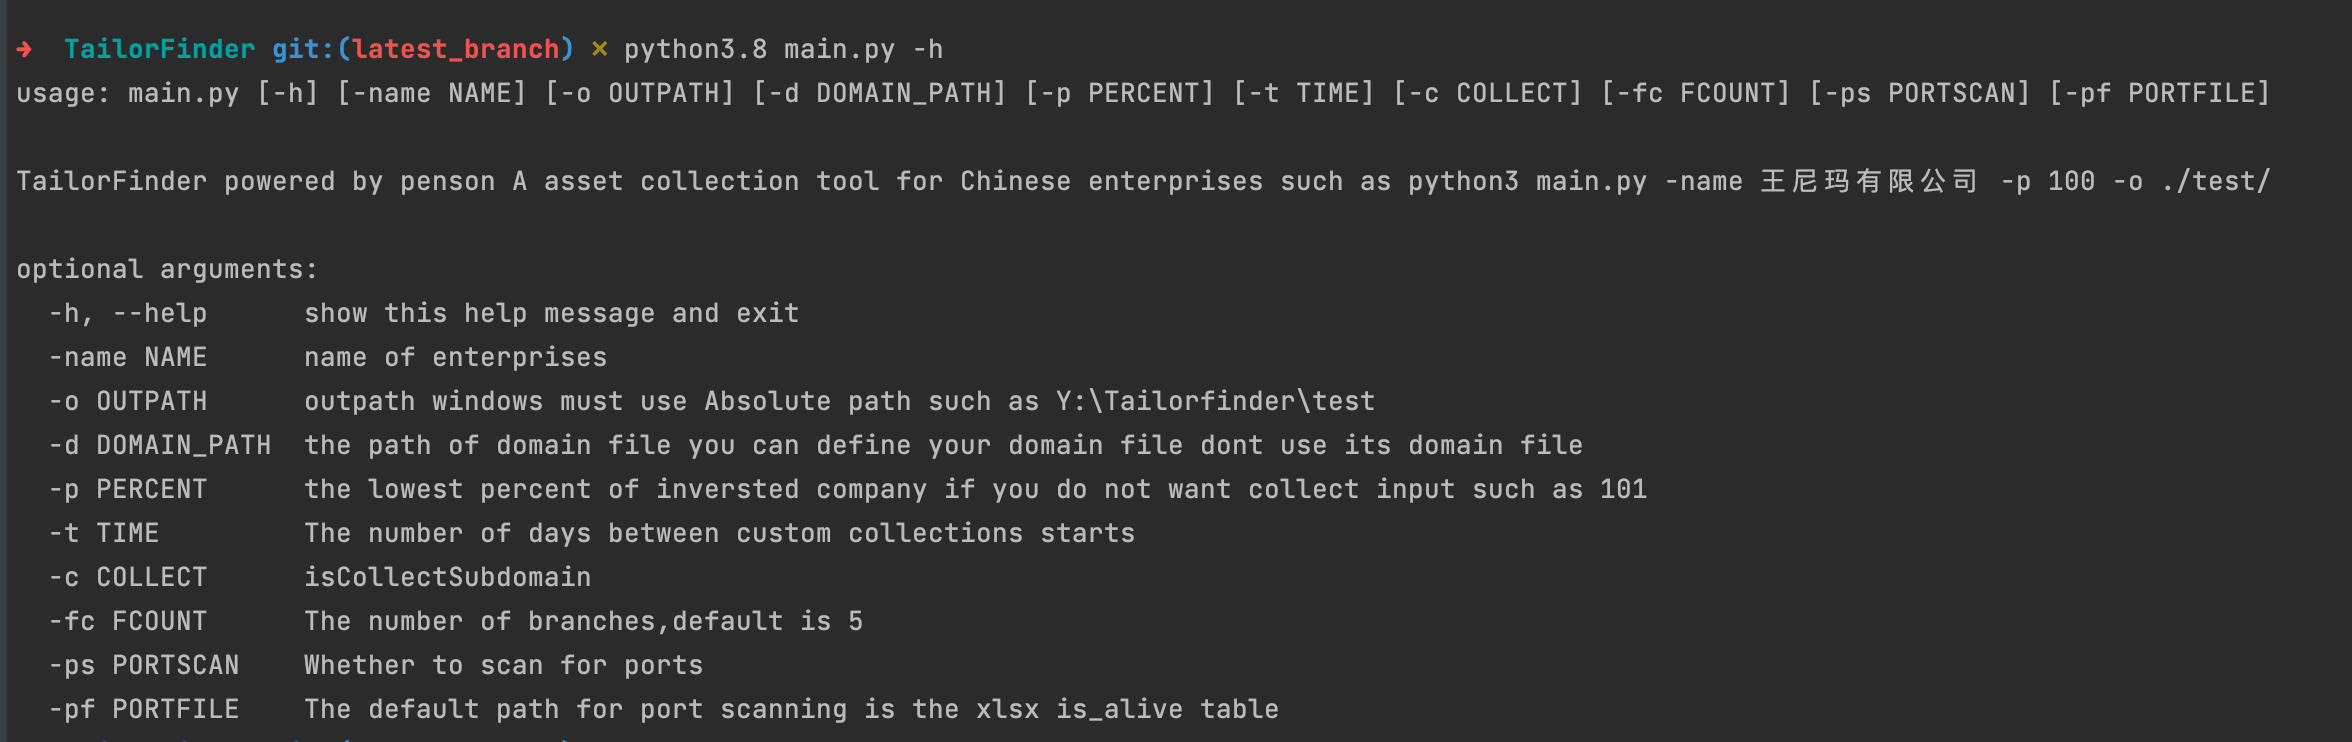 ➜  TailorFinder git:(latest_branch) ✗ python3.8 main.py -h
usage: main.py [-h] [-name NAME] [-o OUTPATH] [-d DOMAIN_PATH] [-p PERCENT] [-t TIME] [-c COLLECT] [-fc FCOUNT] [-ps PORTSCAN] [-pf PORTFILE]
TailorFinder powered by penson A asset collection tool for Chinese enterprises such as python3 main.py -name 王尼玛有限公司 -p 100 -o ./test/
optional arguments:
  -h, --help      show this help message and exit
  -name NAME      name of enterprises
  -o OUTPATH      outpath windows must use Absolute path such as Y:\Tailorfinder\test
  -d DOMAIN_PATH  the path of domain file you can define your domain file dont use its domain file
  -p PERCENT      the lowest percent of inversted company if you do not want collect input such as 101
  -t TIME         The number of days between custom collections starts
  -c COLLECT      isCollectSubdomain
  -fc FCOUNT      The number of branches,default is 5
  -ps PORTSCAN    Whether to scan for ports
  -pf PORTFILE    The default path for port scanning is the xlsx is_alive table